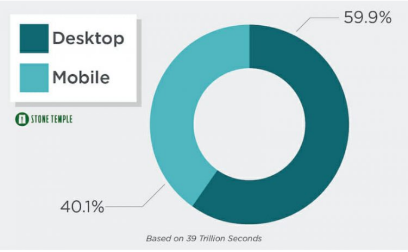 59.9%
Desktop
Mobile
STONE TEMPLE
40.1%
Based on 39 Trillion Seconds